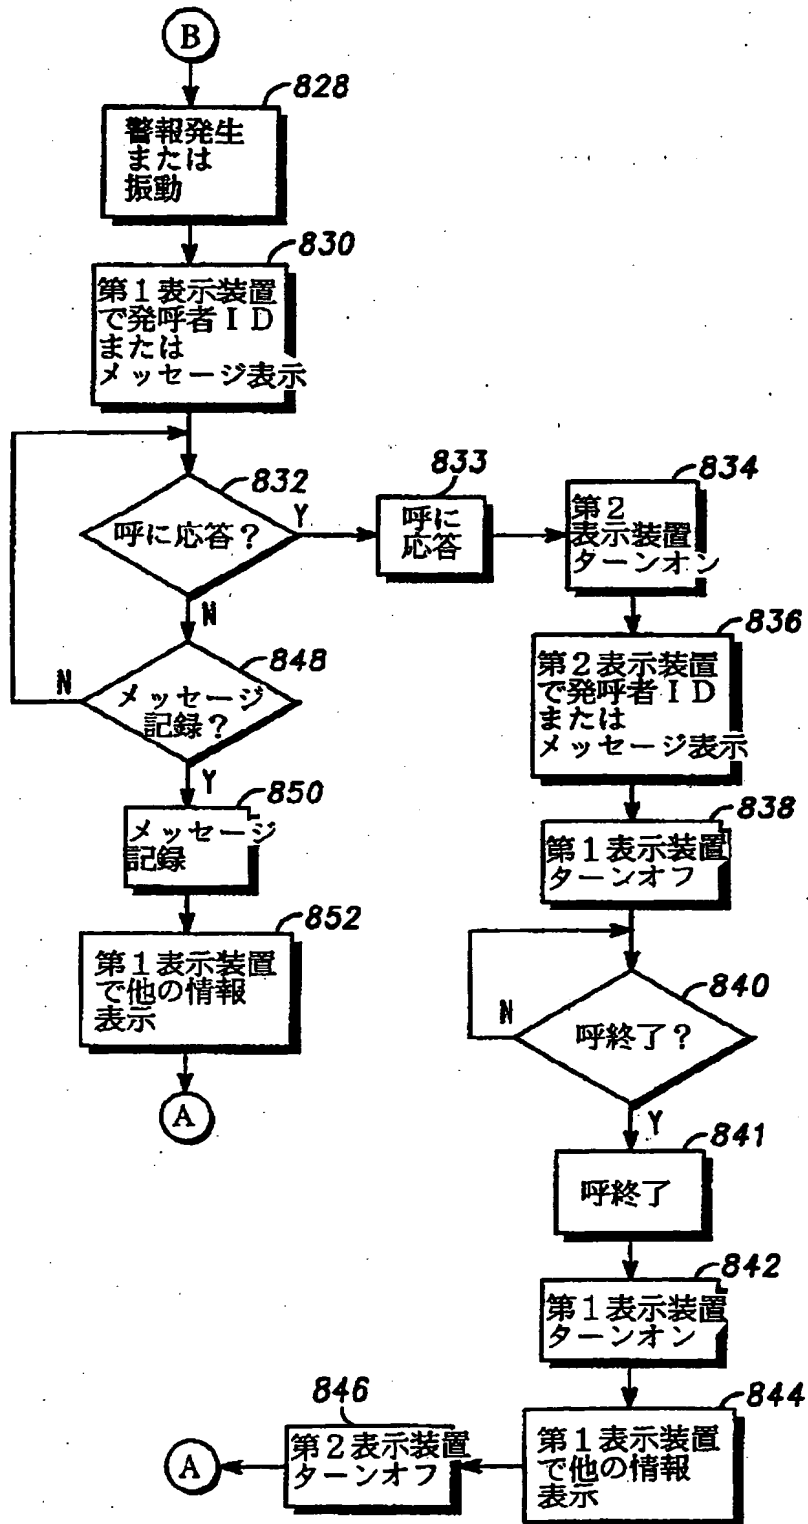 B
828
警報発生
または
振動
830
第1表示装置
で発呼者ID
または
メッセージ表示
832
呼に応答?
Y
N
833
呼に
応答
834
第2
表示装置
ターンオン
836
第2表示装置
で発呼者ID
または
メッセージ表示
838
第1表示装置
ターンオフ
840
呼終了?
N
Y
841
呼終了
842
第1表示装置
ターンオン
844
第1表示装置
で他の情報
表示
846
第2表示装置
ターンオフ
A
848
メッセージ
記録?
N
Y
850
メッセージ
記録
852
第1表示装置
で他の情報
表示
A